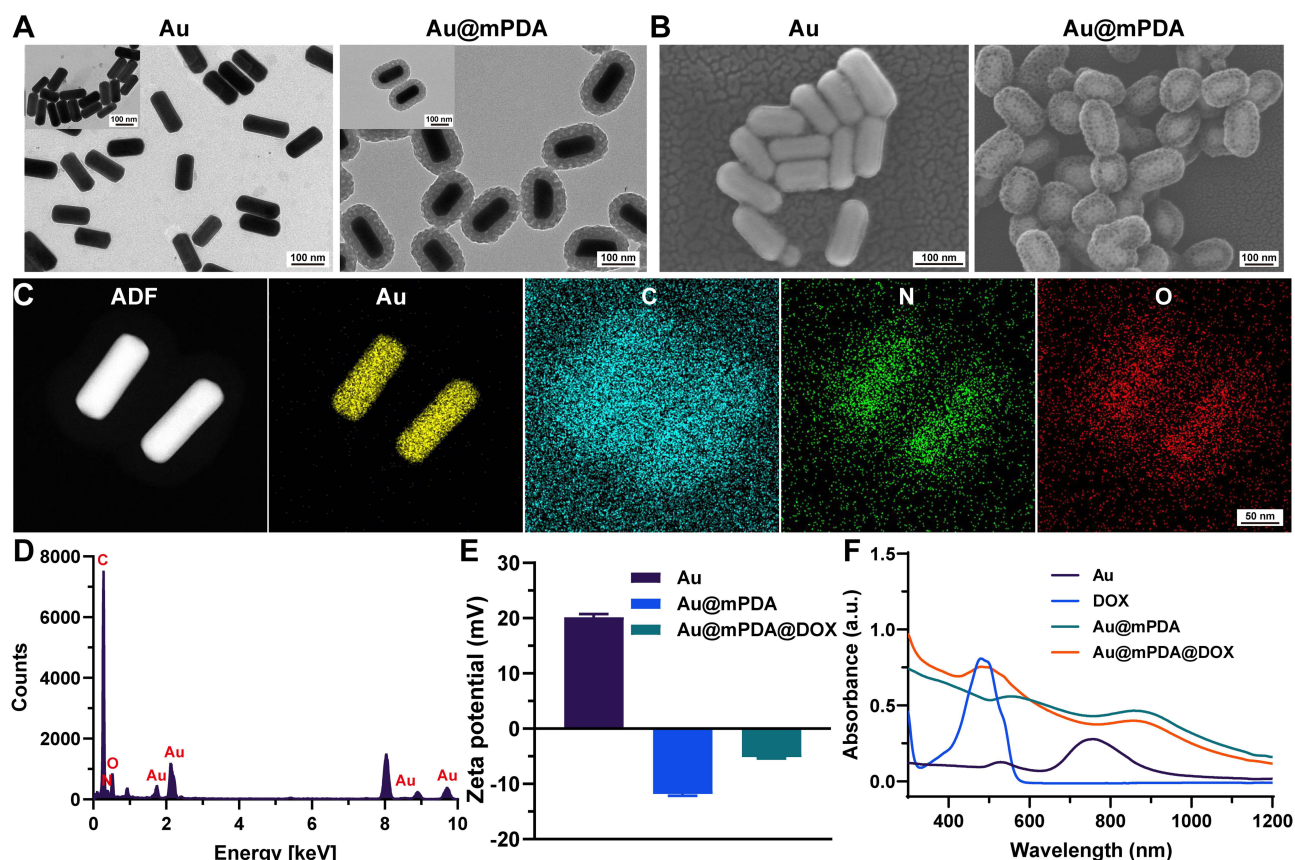 A
Au
Au@mPDA
B
Au
Au@mPDA
100 nm
100 nm
100 nm
100 nm
100 nm
100 nm
C
ADF
Au
C
N
O
50 nm
D
8000
6000
4000
2000
0
Counts
C
N
O
Au
Au
Au
Au
0
2
4
6
8
10
Energy [keV]
E
30
20
10
0
-10
-20
Zeta potential (mV)
Au
Au@mPDA
Au@mPDA@DOX
F
1.5
1.0
0.5
0.0
Absorbance (a.u.)
Au
DOX
Au@mPDA
Au@mPDA@DOX
400
600
800
1000
1200
Wavelength (nm)